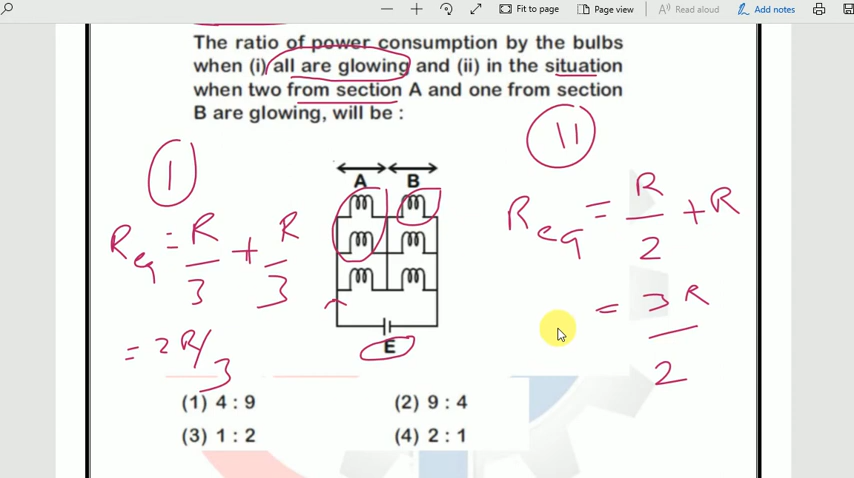 Fit to page
Page view
Read aloud
Add notes
The ratio of power consumption by the bulbs
when (i) all are glowing and (ii) in the situation
when two from section A and one from section
B are glowing, will be :
I
II
A B
E
Req = R/3 + R/3
= 2R/3
Req = R/2 + R
= 3R/2
(1) 4 : 9 (2) 9 : 4
(3) 1 : 2 (4) 2 : 1